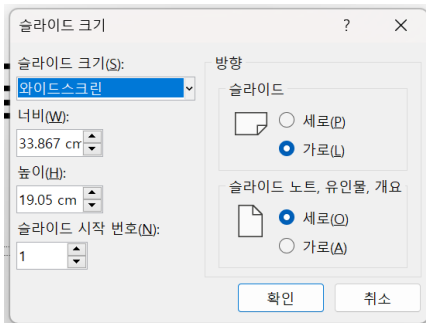 슬라이드 크기 ?
슬라이드 크기(S):
와이드스크린
너비(W):
33.867 cm
높이(H):
19.05 cm
슬라이드 시작 번호(N):
1
방향
슬라이드
세로(P)
가로(L)
슬라이드 노트, 유인물, 개요
세로(O)
가로(A)
확인 취소